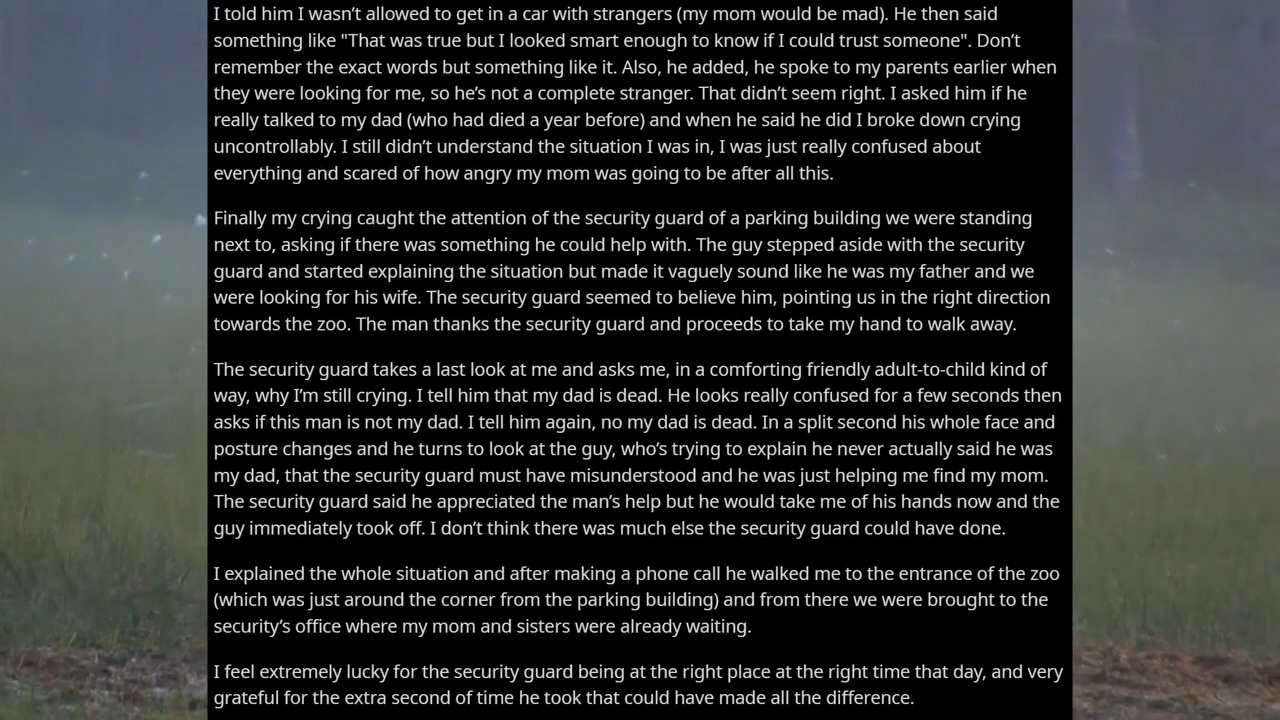 I told him I wasn’t allowed to get in a car with strangers (my mom would be mad). He then said
something like "That was true but I looked smart enough to know if I could trust someone". Don’t
remember the exact words but something like it. Also, he added, he spoke to my parents earlier when
they were looking for me, so he’s not a complete stranger. That didn’t seem right. I asked him if he
really talked to my dad (who had died a year before) and when he said he did I broke down crying
uncontrollably. I still didn’t understand the situation I was in, I was just really confused about
everything and scared of how angry my mom was going to be after all this.
Finally my crying caught the attention of the security guard of a parking building we were standing
next to, asking if there was something he could help with. The guy stepped aside with the security
guard and started explaining the situation but made it vaguely sound like he was my father and we
were looking for his wife. The security guard seemed to believe him, pointing us in the right direction
towards the zoo. The man thanks the security guard and proceeds to take my hand to walk away.
The security guard takes a last look at me and asks me, in a comforting friendly adult-to-child kind of
way, why I’m still crying. I tell him that my dad is dead. He looks really confused for a few seconds then
asks if this man is not my dad. I tell him again, no my dad is dead. In a split second his whole face and
posture changes and he turns to look at the guy, who’s trying to explain he never actually said he was
my dad, that the security guard must have misunderstood and he was just helping me find my mom.
The security guard said he appreciated the man’s help but he would take me of his hands now and the
guy immediately took off. I don’t think there was much else the security guard could have done.
I explained the whole situation and after making a phone call he walked me to the entrance of the zoo
(which was just around the corner from the parking building) and from there we were brought to the
security’s office where my mom and sisters were already waiting.
I feel extremely lucky for the security guard being at the right place at the right time that day, and very
grateful for the extra second of time he took that could have made all the difference.